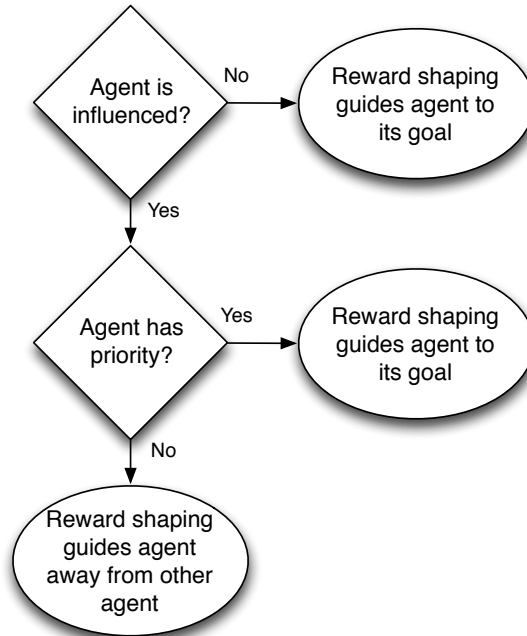 Agent is
influenced?
No
Reward shaping
guides agent to
its goal
Yes
Agent has
priority?
Yes
Reward shaping
guides agent to
its goal
No
Reward shaping
guides agent
away from other
agent